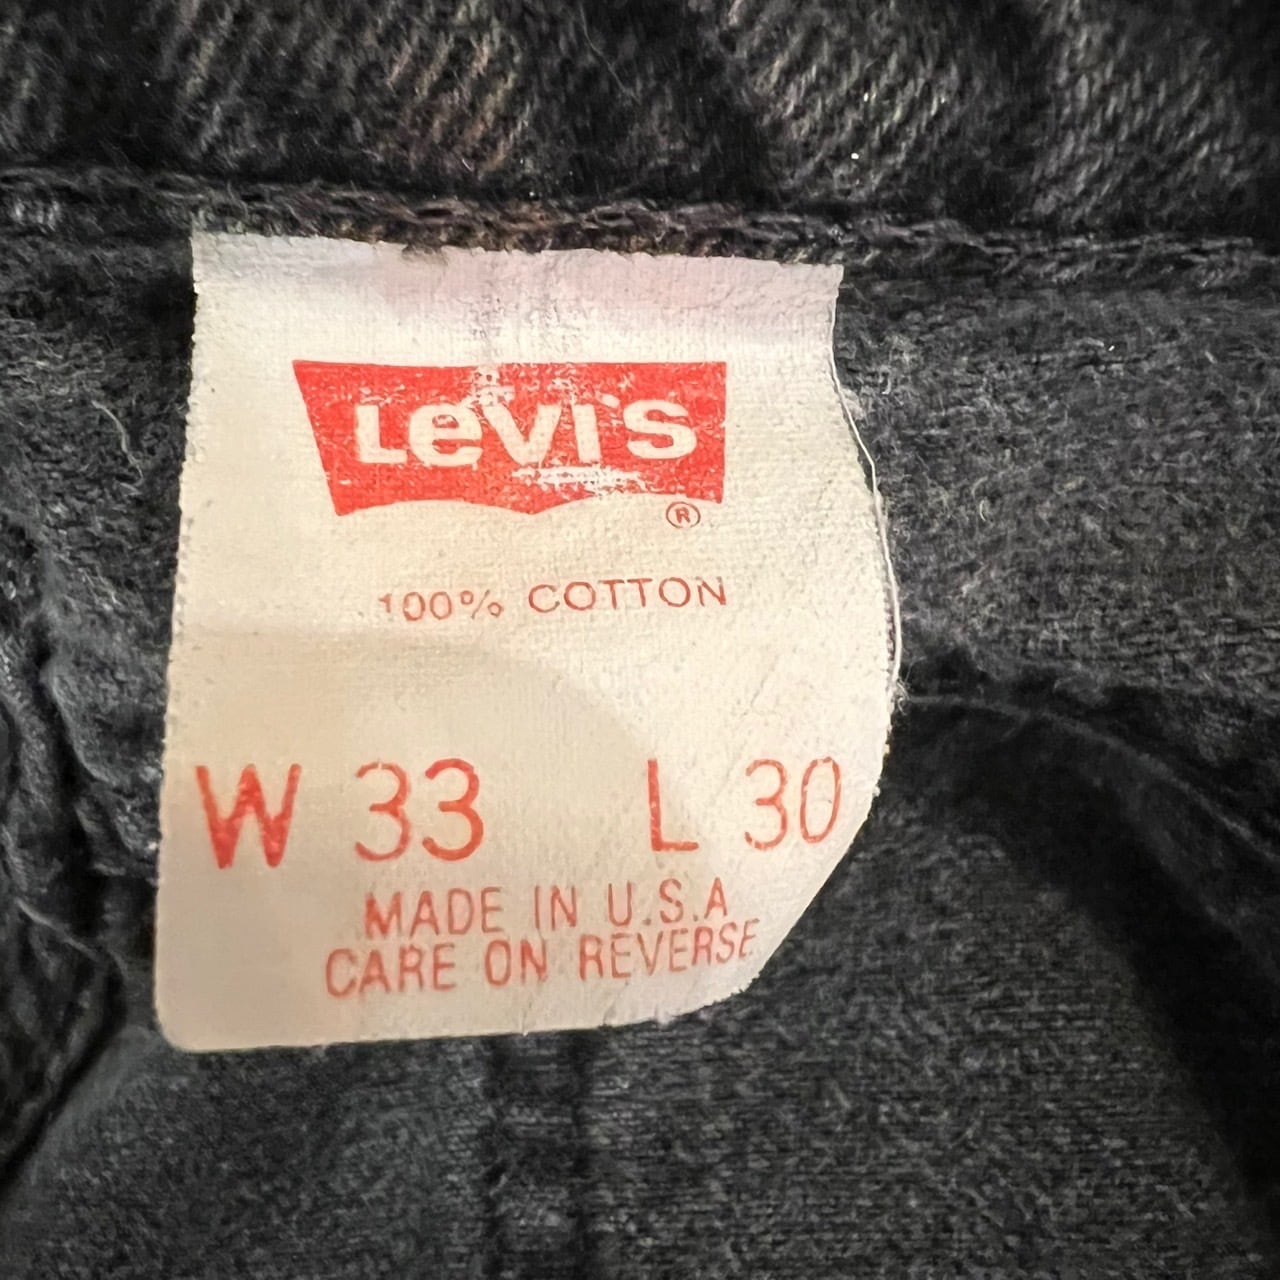 Levi's
®
100% COTTON
W 33 L 30
MADE IN U.S.A
CARE ON REVERSE